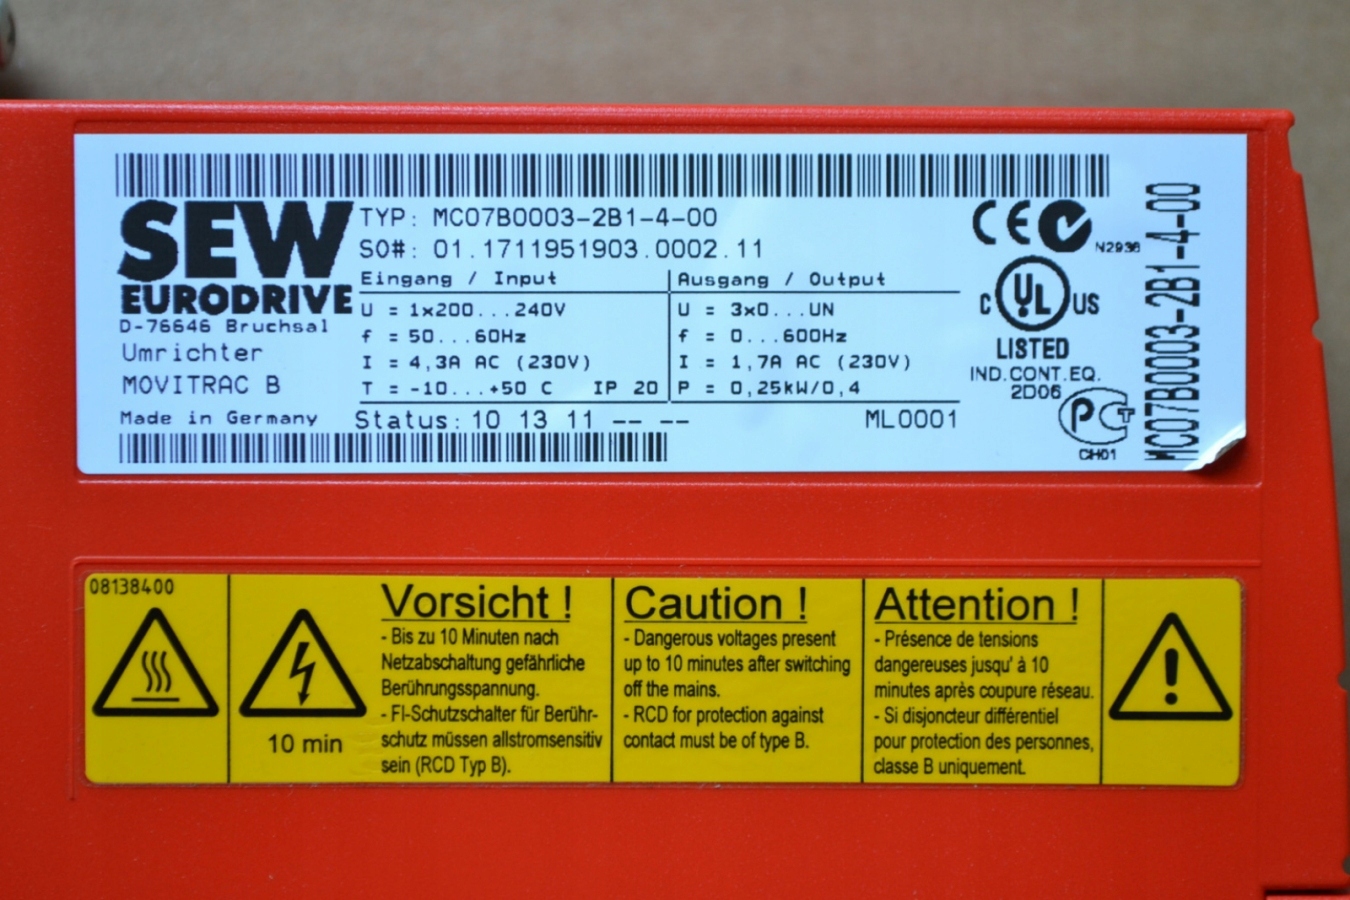 SEW
EURODRIVE
D-76646 Bruchsal
Umrichter
MOVITRAC B
Made in Germany
TYP: MC07B0003-2B1-4-00
SO#: 01.1711951903.0002.11
Eingang / Input
U = 1x200...240V
f = 50...60Hz
I = 4,3A AC (230V)
T = -10...+50 C IP 20
Ausgang / Output
U = 3x0...UN
f = 0...600Hz
I = 1,7A AC (230V)
P = 0,25kW/0,4
Status: 10 13 11 -- --
ML0001
CE
N2936
C UL US
LISTED
IND.CONT.EQ.
2D06
PCT
CH01
MC07B0003-2B1-4-00
08138400
10 min
Vorsicht !
- Bis zu 10 Minuten nach
Netzabschaltung gefährliche
Berührungsspannung.
- FI-Schutzschalter für Berühr-
schutz müssen allstromsensitiv
sein (RCD Typ B).
Caution !
- Dangerous voltages present
up to 10 minutes after switching
off the mains.
- RCD for protection against
contact must be of type B.
Attention !
- Présence de tensions
dangereuses jusqu' à 10
minutes après coupure réseau.
- Si disjoncteur différentiel
pour protection des personnes,
classe B uniquement.